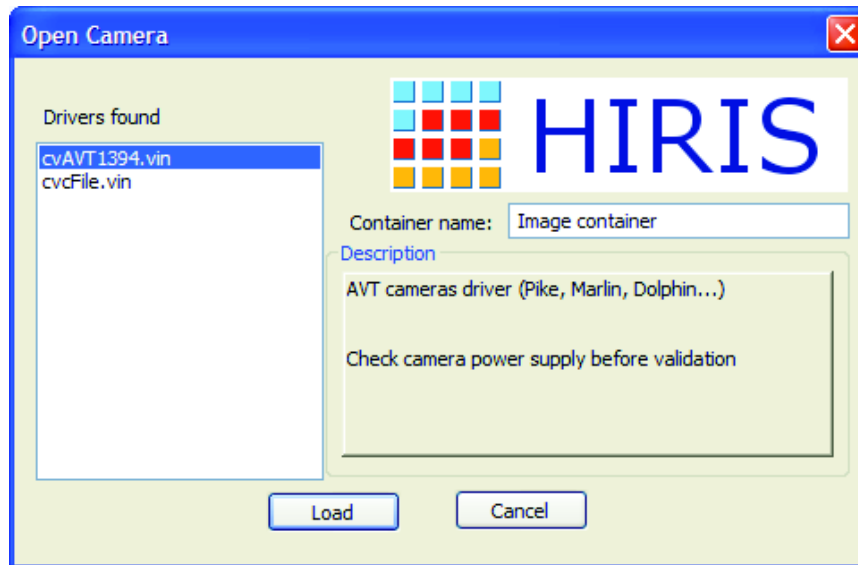 Open Camera
Drivers found
cvAVT1394.vin
cvcFile.vin
HIRIS
Container name: Image container
Description
AVT cameras driver (Pike, Marlin, Dolphin...)
Check camera power supply before validation
Load Cancel